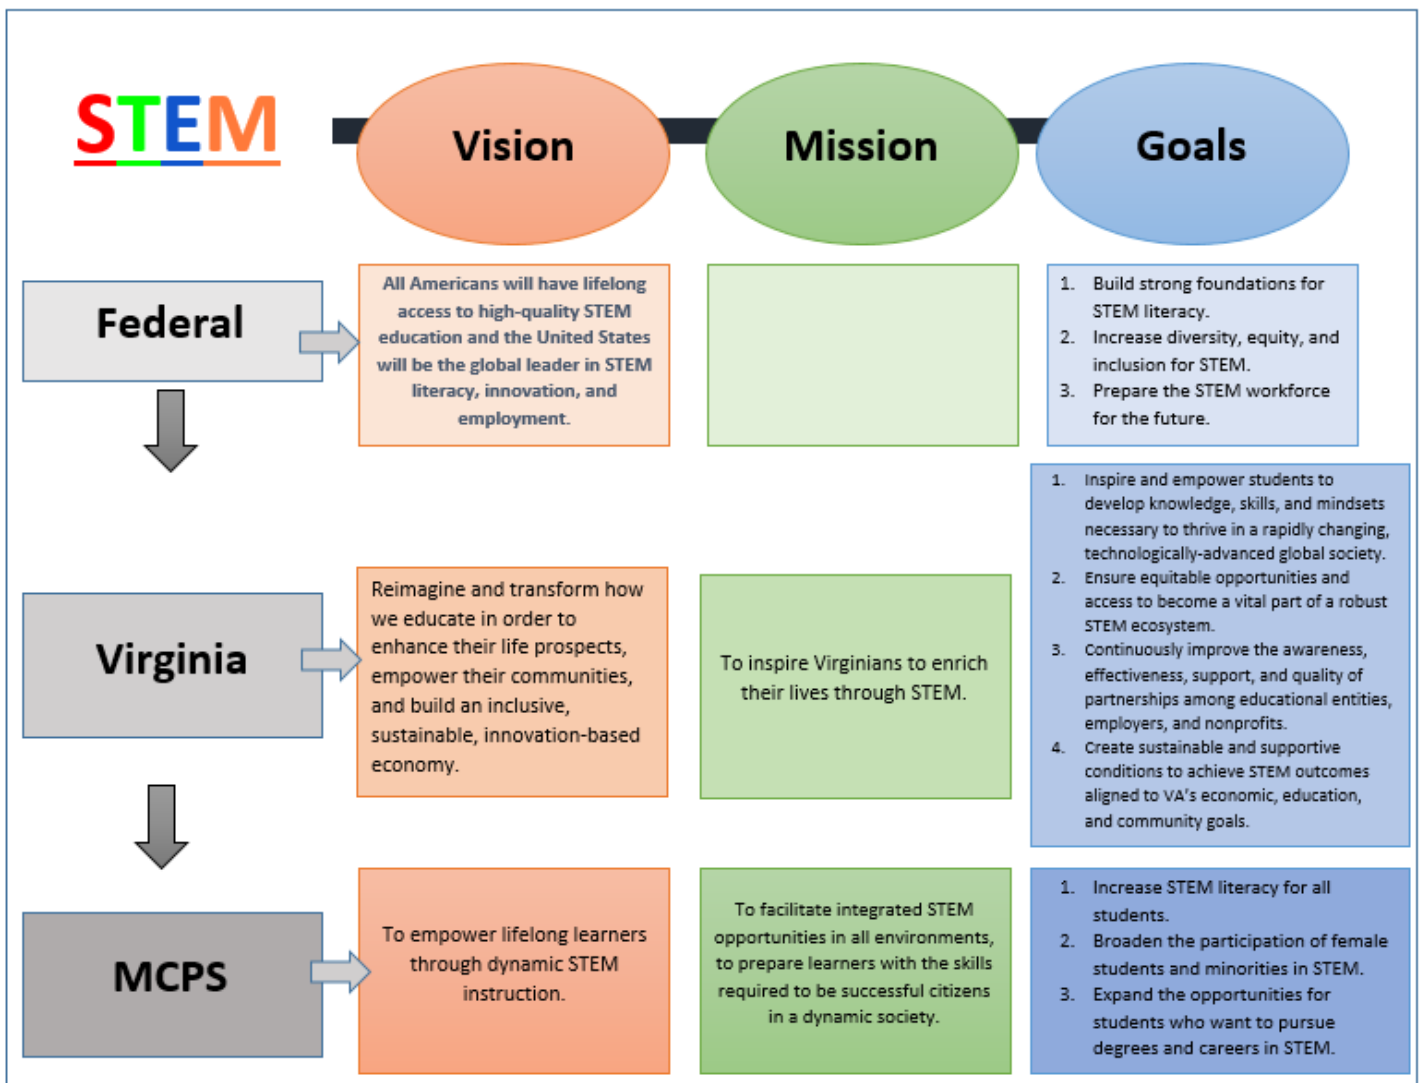 STEM
Vision
Mission
Goals
Federal
All Americans will have lifelong
access to high-quality STEM
education and the United States
will be the global leader in STEM
literacy, innovation, and
employment.
1. Build strong foundations for
STEM literacy.
2. Increase diversity, equity, and
inclusion for STEM.
3. Prepare the STEM workforce
for the future.
Virginia
Reimagine and transform how
we educate in order to
enhance their life prospects,
empower their communities,
and build an inclusive,
sustainable, innovation-based
economy.
To inspire Virginians to enrich
their lives through STEM.
1. Inspire and empower students to
develop knowledge, skills, and mindsets
necessary to thrive in a rapidly changing,
technologically-advanced global society.
2. Ensure equitable opportunities and
access to become a vital part of a robust
STEM ecosystem.
3. Continuously improve the awareness,
effectiveness, support, and quality of
partnerships among educational entities,
employers, and nonprofits.
4. Create sustainable and supportive
conditions to achieve STEM outcomes
aligned to VA's economic, education,
and community goals.
MCPS
To empower lifelong learners
through dynamic STEM
instruction.
To facilitate integrated STEM
opportunities in all environments,
to prepare learners with the skills
required to be successful citizens
in a dynamic society.
1. Increase STEM literacy for all
students.
2. Broaden the participation of female
students and minorities in STEM.
3. Expand the opportunities for
students who want to pursue
degrees and careers in STEM.